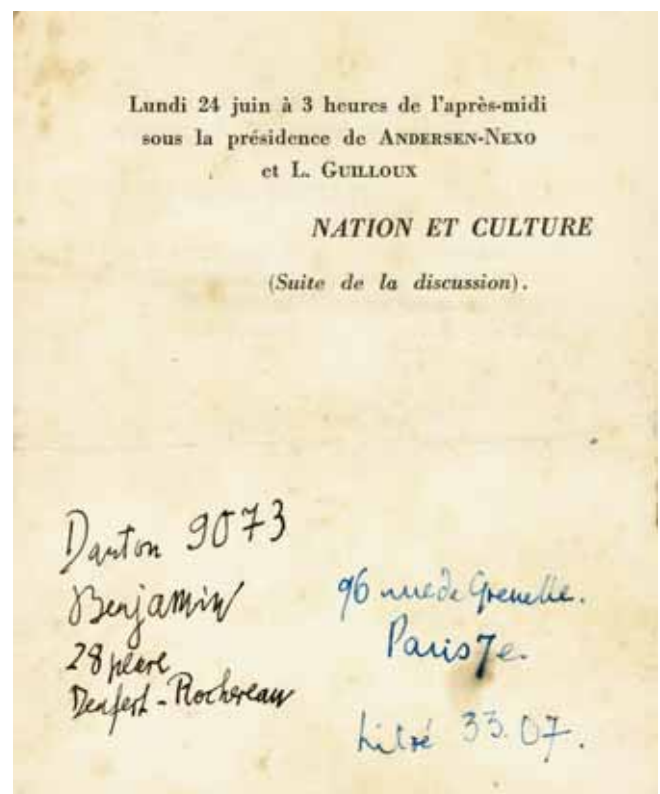 Lundi 24 juin à 3 heures de l'après-midi
sous la présidence de ANDERSEN-NEXO
et L. GUILLOUX
NATION ET CULTURE
(Suite de la discussion).
Danton 9073
Benjamin
28 place
Denfert-Rochereau
96 rue de Grenelle.
Paris 7e.
Littré 33.07.